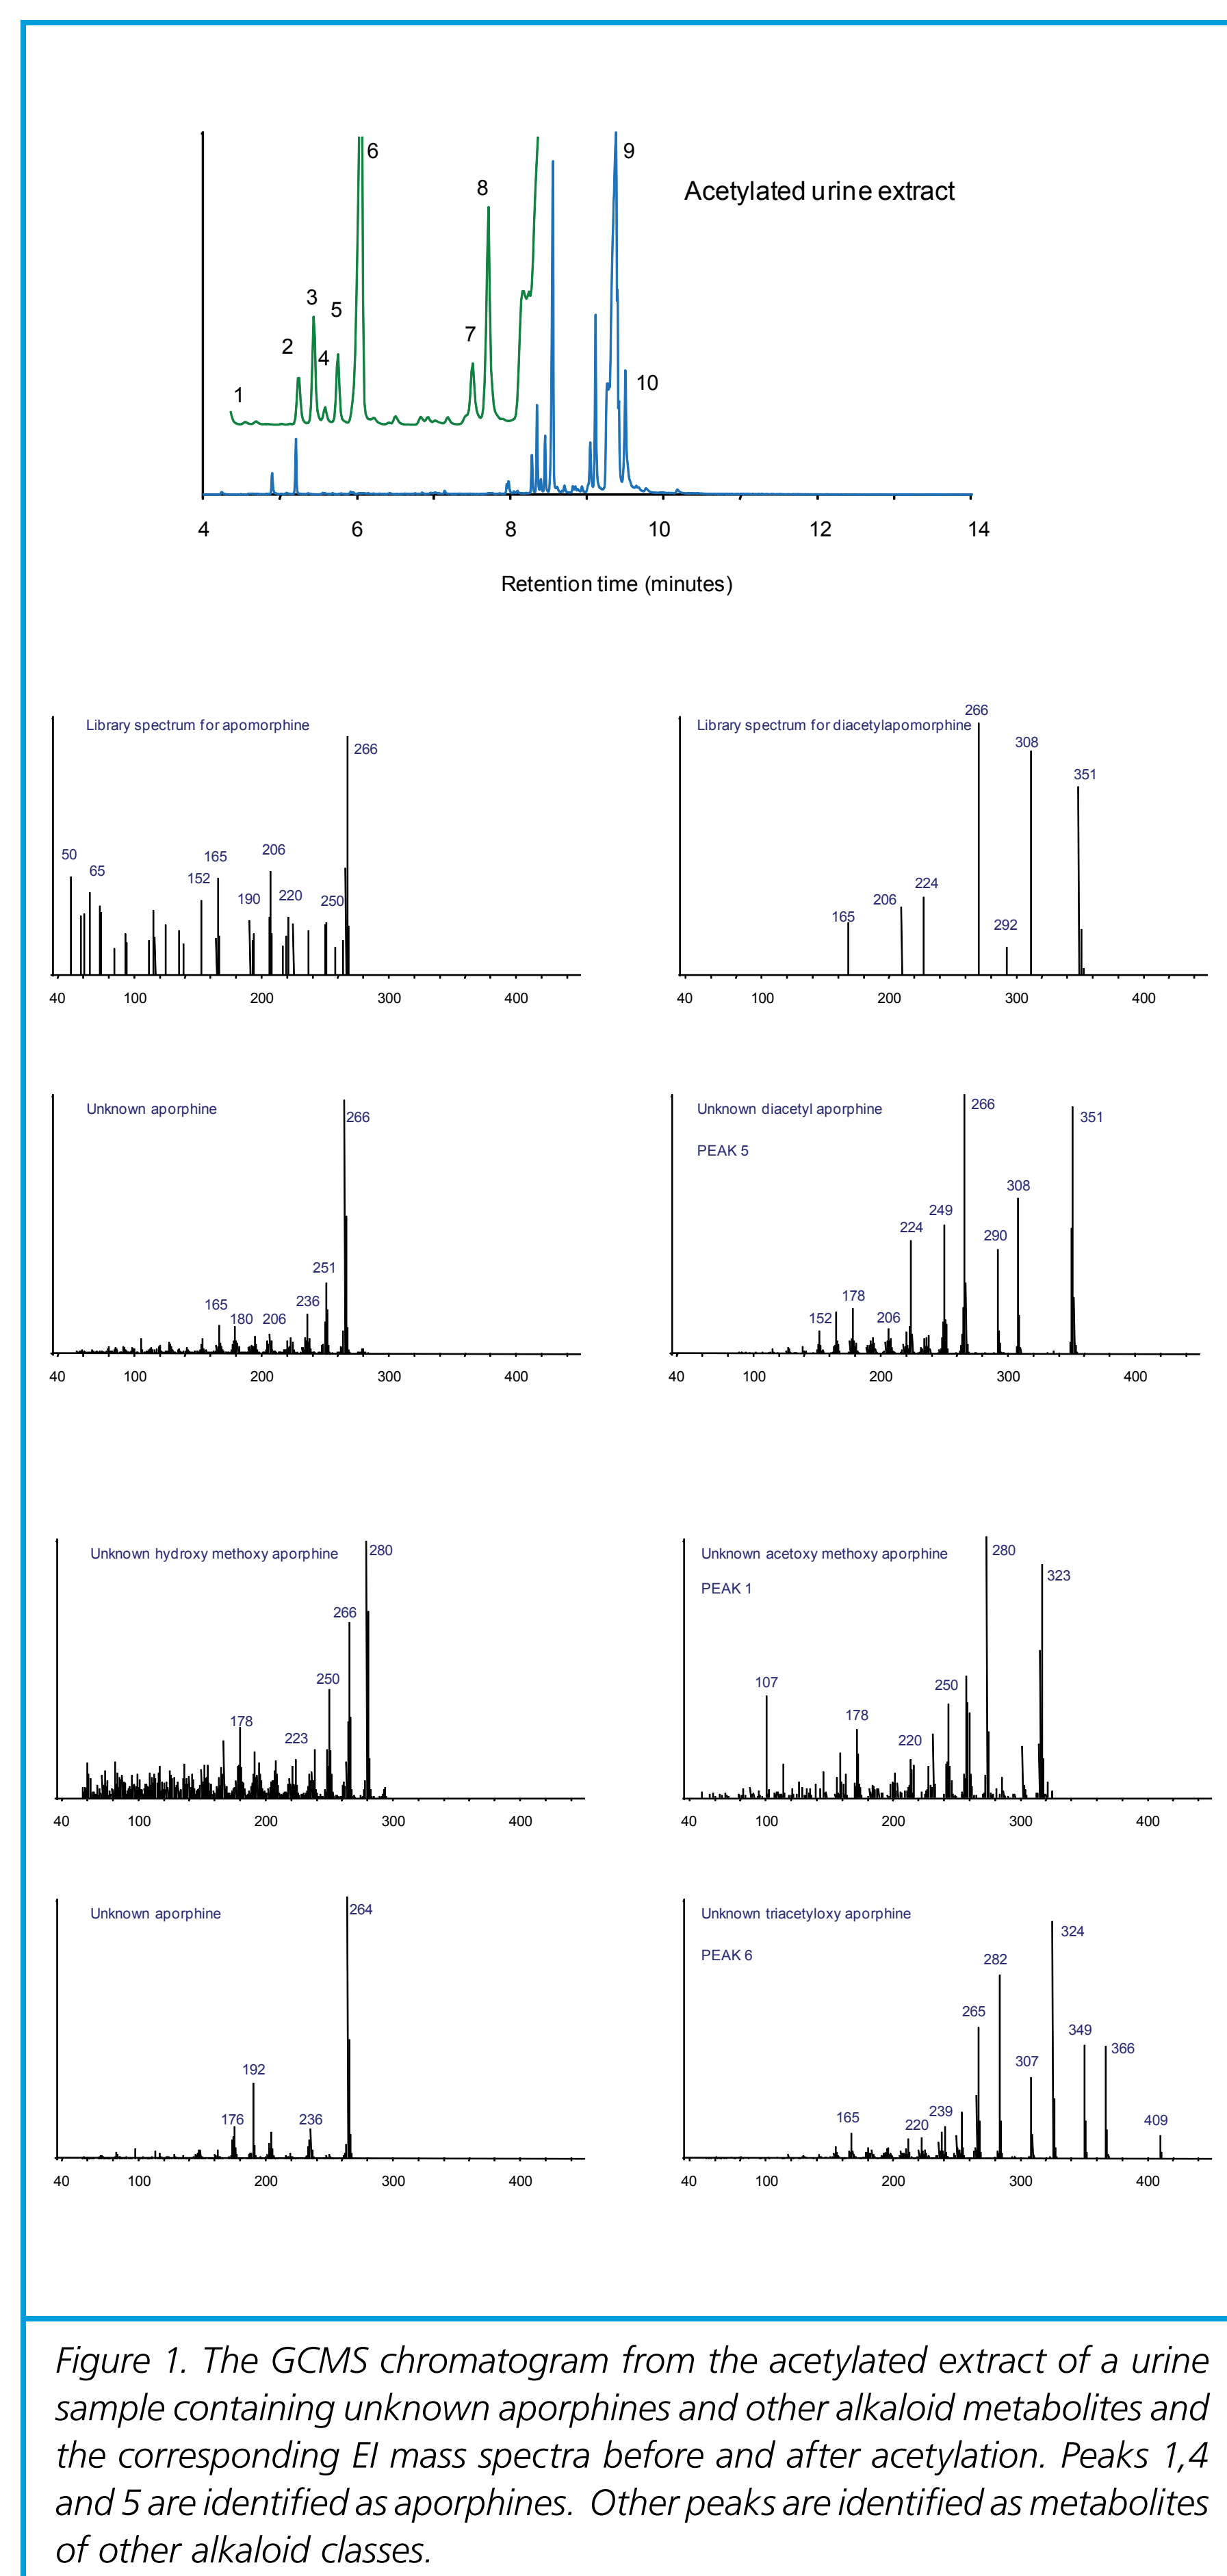 6
9
8
Acetylated urine extract
3
5
2
4
7
1
10
4 6 8 10 12 14
Retention time (minutes)
Library spectrum for apomorphine
266
50
65
152
165
190
206
220
250
40 100 200 300 400
Library spectrum for diacetylapomorphine
266
308
351
165
206
224
292
40 100 200 300 400
Unknown aporphine
266
251
236
165
180
206
40 100 200 300 400
Unknown diacetyl aporphine
PEAK 5
266
351
308
249
224
290
178
152
206
40 100 200 300 400
Unknown hydroxy methoxy aporphine
280
266
250
178
223
40 100 200 300 400
Unknown acetoxy methoxy aporphine
PEAK 1
280
323
107
250
178
220
40 100 200 300 400
Unknown aporphine
264
192
176
236
40 100 200 300 400
Unknown triacetyloxy aporphine
PEAK 6
324
282
265
349
366
307
165
220
239
409
40 100 200 300 400
Figure 1. The GCMS chromatogram from the acetylated extract of a urine
sample containing unknown aporphines and other alkaloid metabolites and
the corresponding EI mass spectra before and after acetylation. Peaks 1,4
and 5 are identified as aporphines. Other peaks are identified as metabolites
of other alkaloid classes.